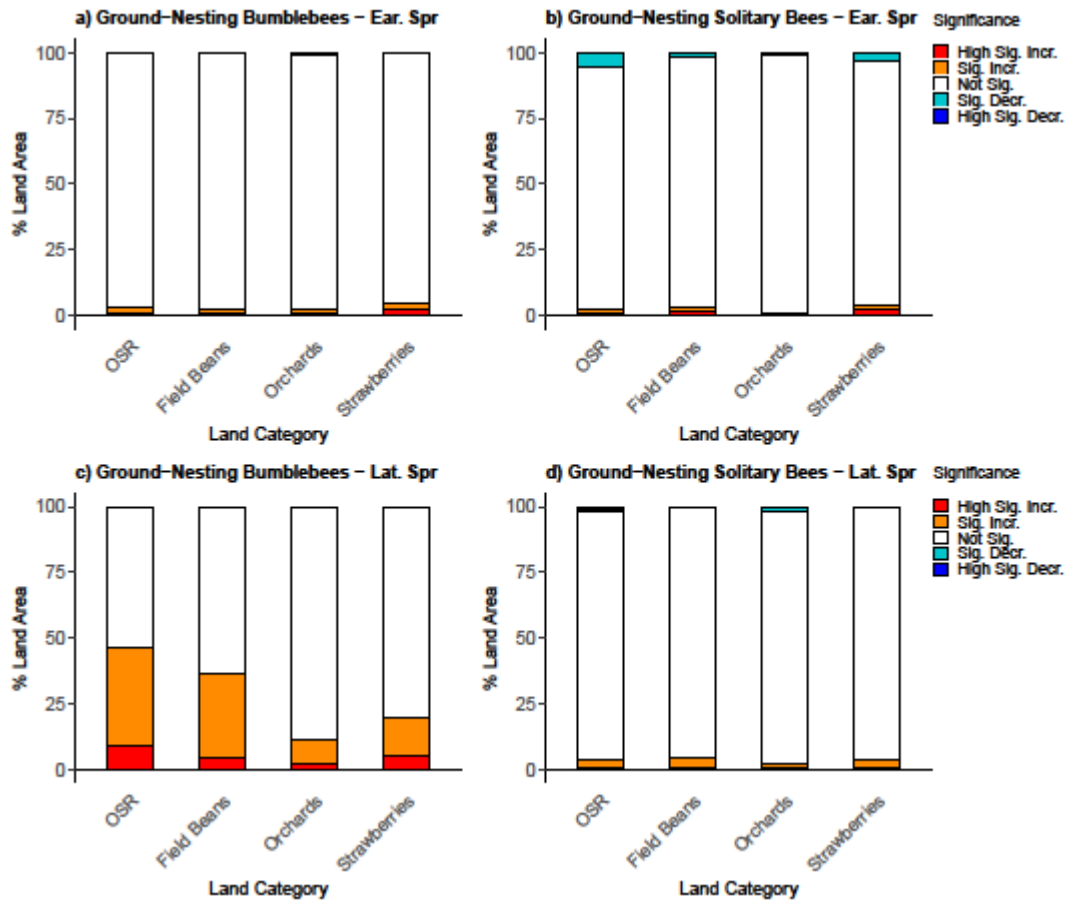 a) Ground-Nesting Bumblebees - Ear. Spr
100
75
50
25
0
% Land Area
OSR
Field Beans
Orchards
Strawberries
Land Category
b) Ground-Nesting Solitary Bees - Ear. Spr
100
75
50
25
0
% Land Area
OSR
Field Beans
Orchards
Strawberries
Land Category
Significance
High Sig. Incr.
Sig. Incr.
Not Sig.
Sig. Decr.
High Sig. Decr.
c) Ground-Nesting Bumblebees - Lat. Spr
100
75
50
25
0
% Land Area
OSR
Field Beans
Orchards
Strawberries
Land Category
d) Ground-Nesting Solitary Bees - Lat. Spr
100
75
50
25
0
% Land Area
OSR
Field Beans
Orchards
Strawberries
Land Category
Significance
High Sig. Incr.
Sig. Incr.
Not Sig.
Sig. Decr.
High Sig. Decr.